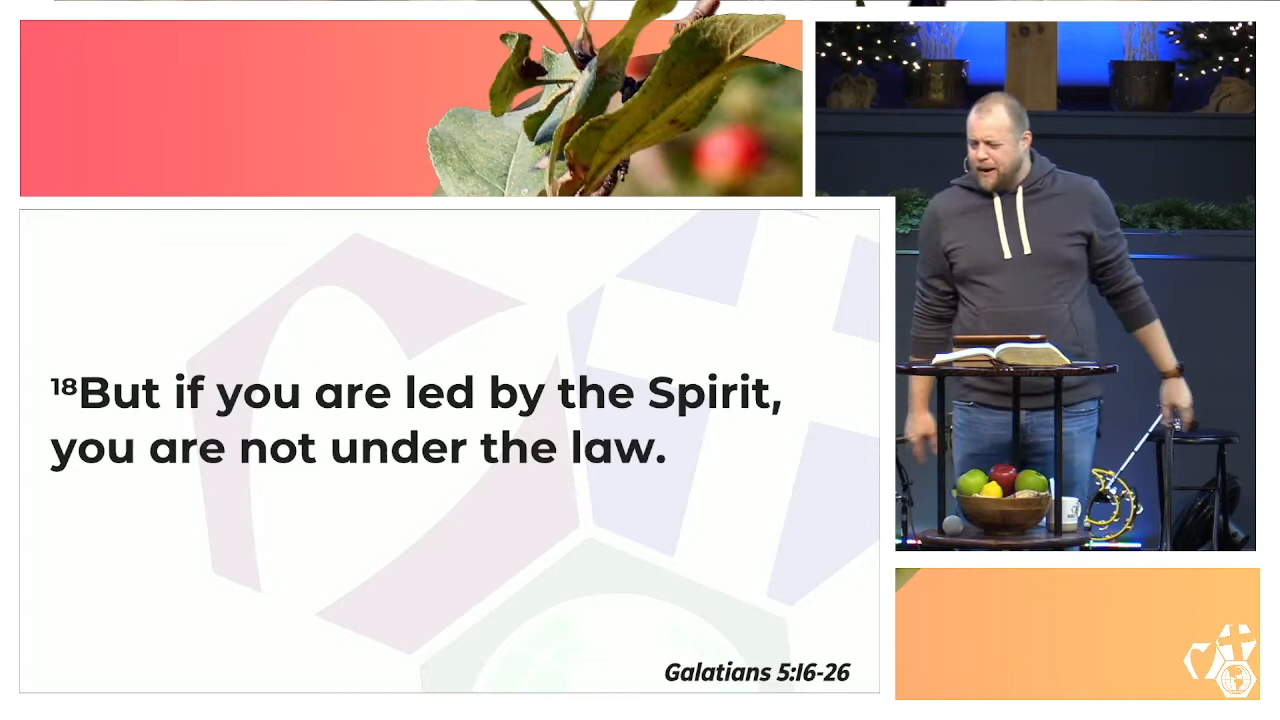 ¹⁸But if you are led by the Spirit,
you are not under the law.
Galatians 5:16-26